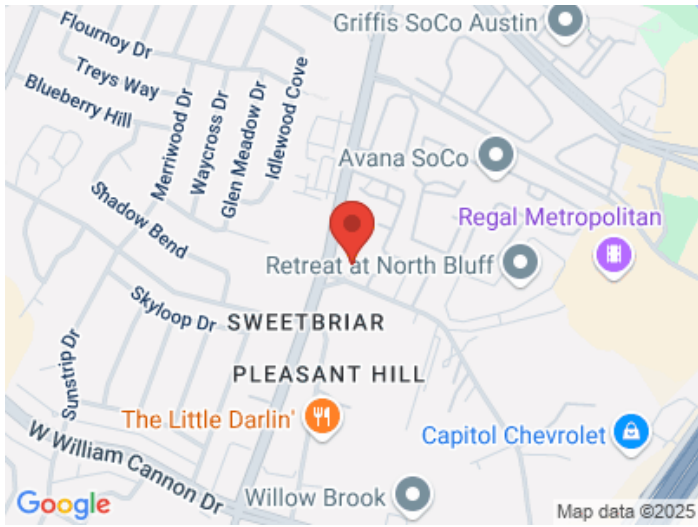 Griffis SoCo Austin
Flournoy Dr
Treys Way
Blueberry Hill
Merriwood Dr
Waycross Dr
Glen Meadow Dr
Idlewood Cove
Avana SoCo
Shadow Bend
Regal Metropolitan
Retreat at North Bluff
Skyloop Dr
SWEETBRIAR
Sunstrip Dr
PLEASANT HILL
The Little Darlin'
Capitol Chevrolet
W William Cannon Dr
Willow Brook
Google
Map data ©2025